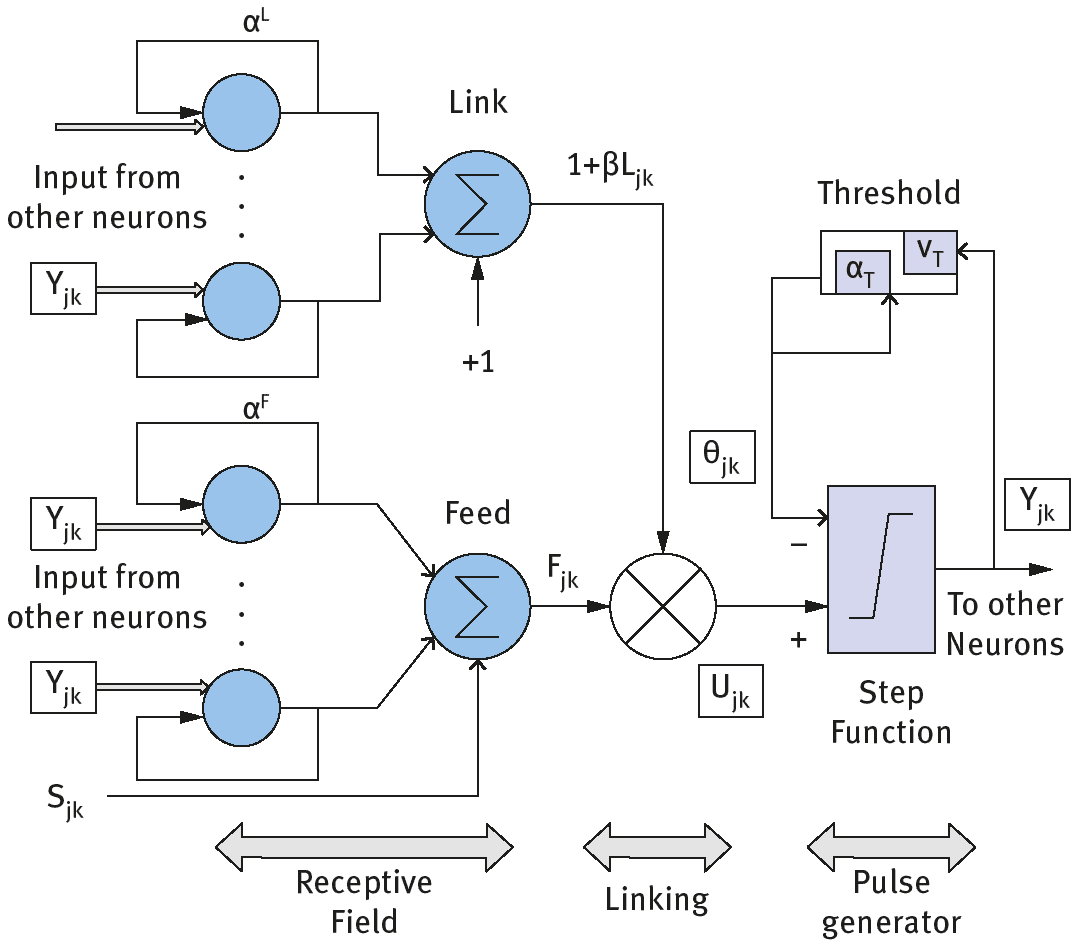 αL
Link
Input from
other neurons
Yjk
1+βLjk
+1
Threshold
αT
vT
αF
Yjk
Input from
other neurons
Yjk
Feed
Fjk
θjk
Yjk
−
+
To other
Neurons
Ujk
Step
Function
Sjk
Receptive
Field
Linking
Pulse
generator